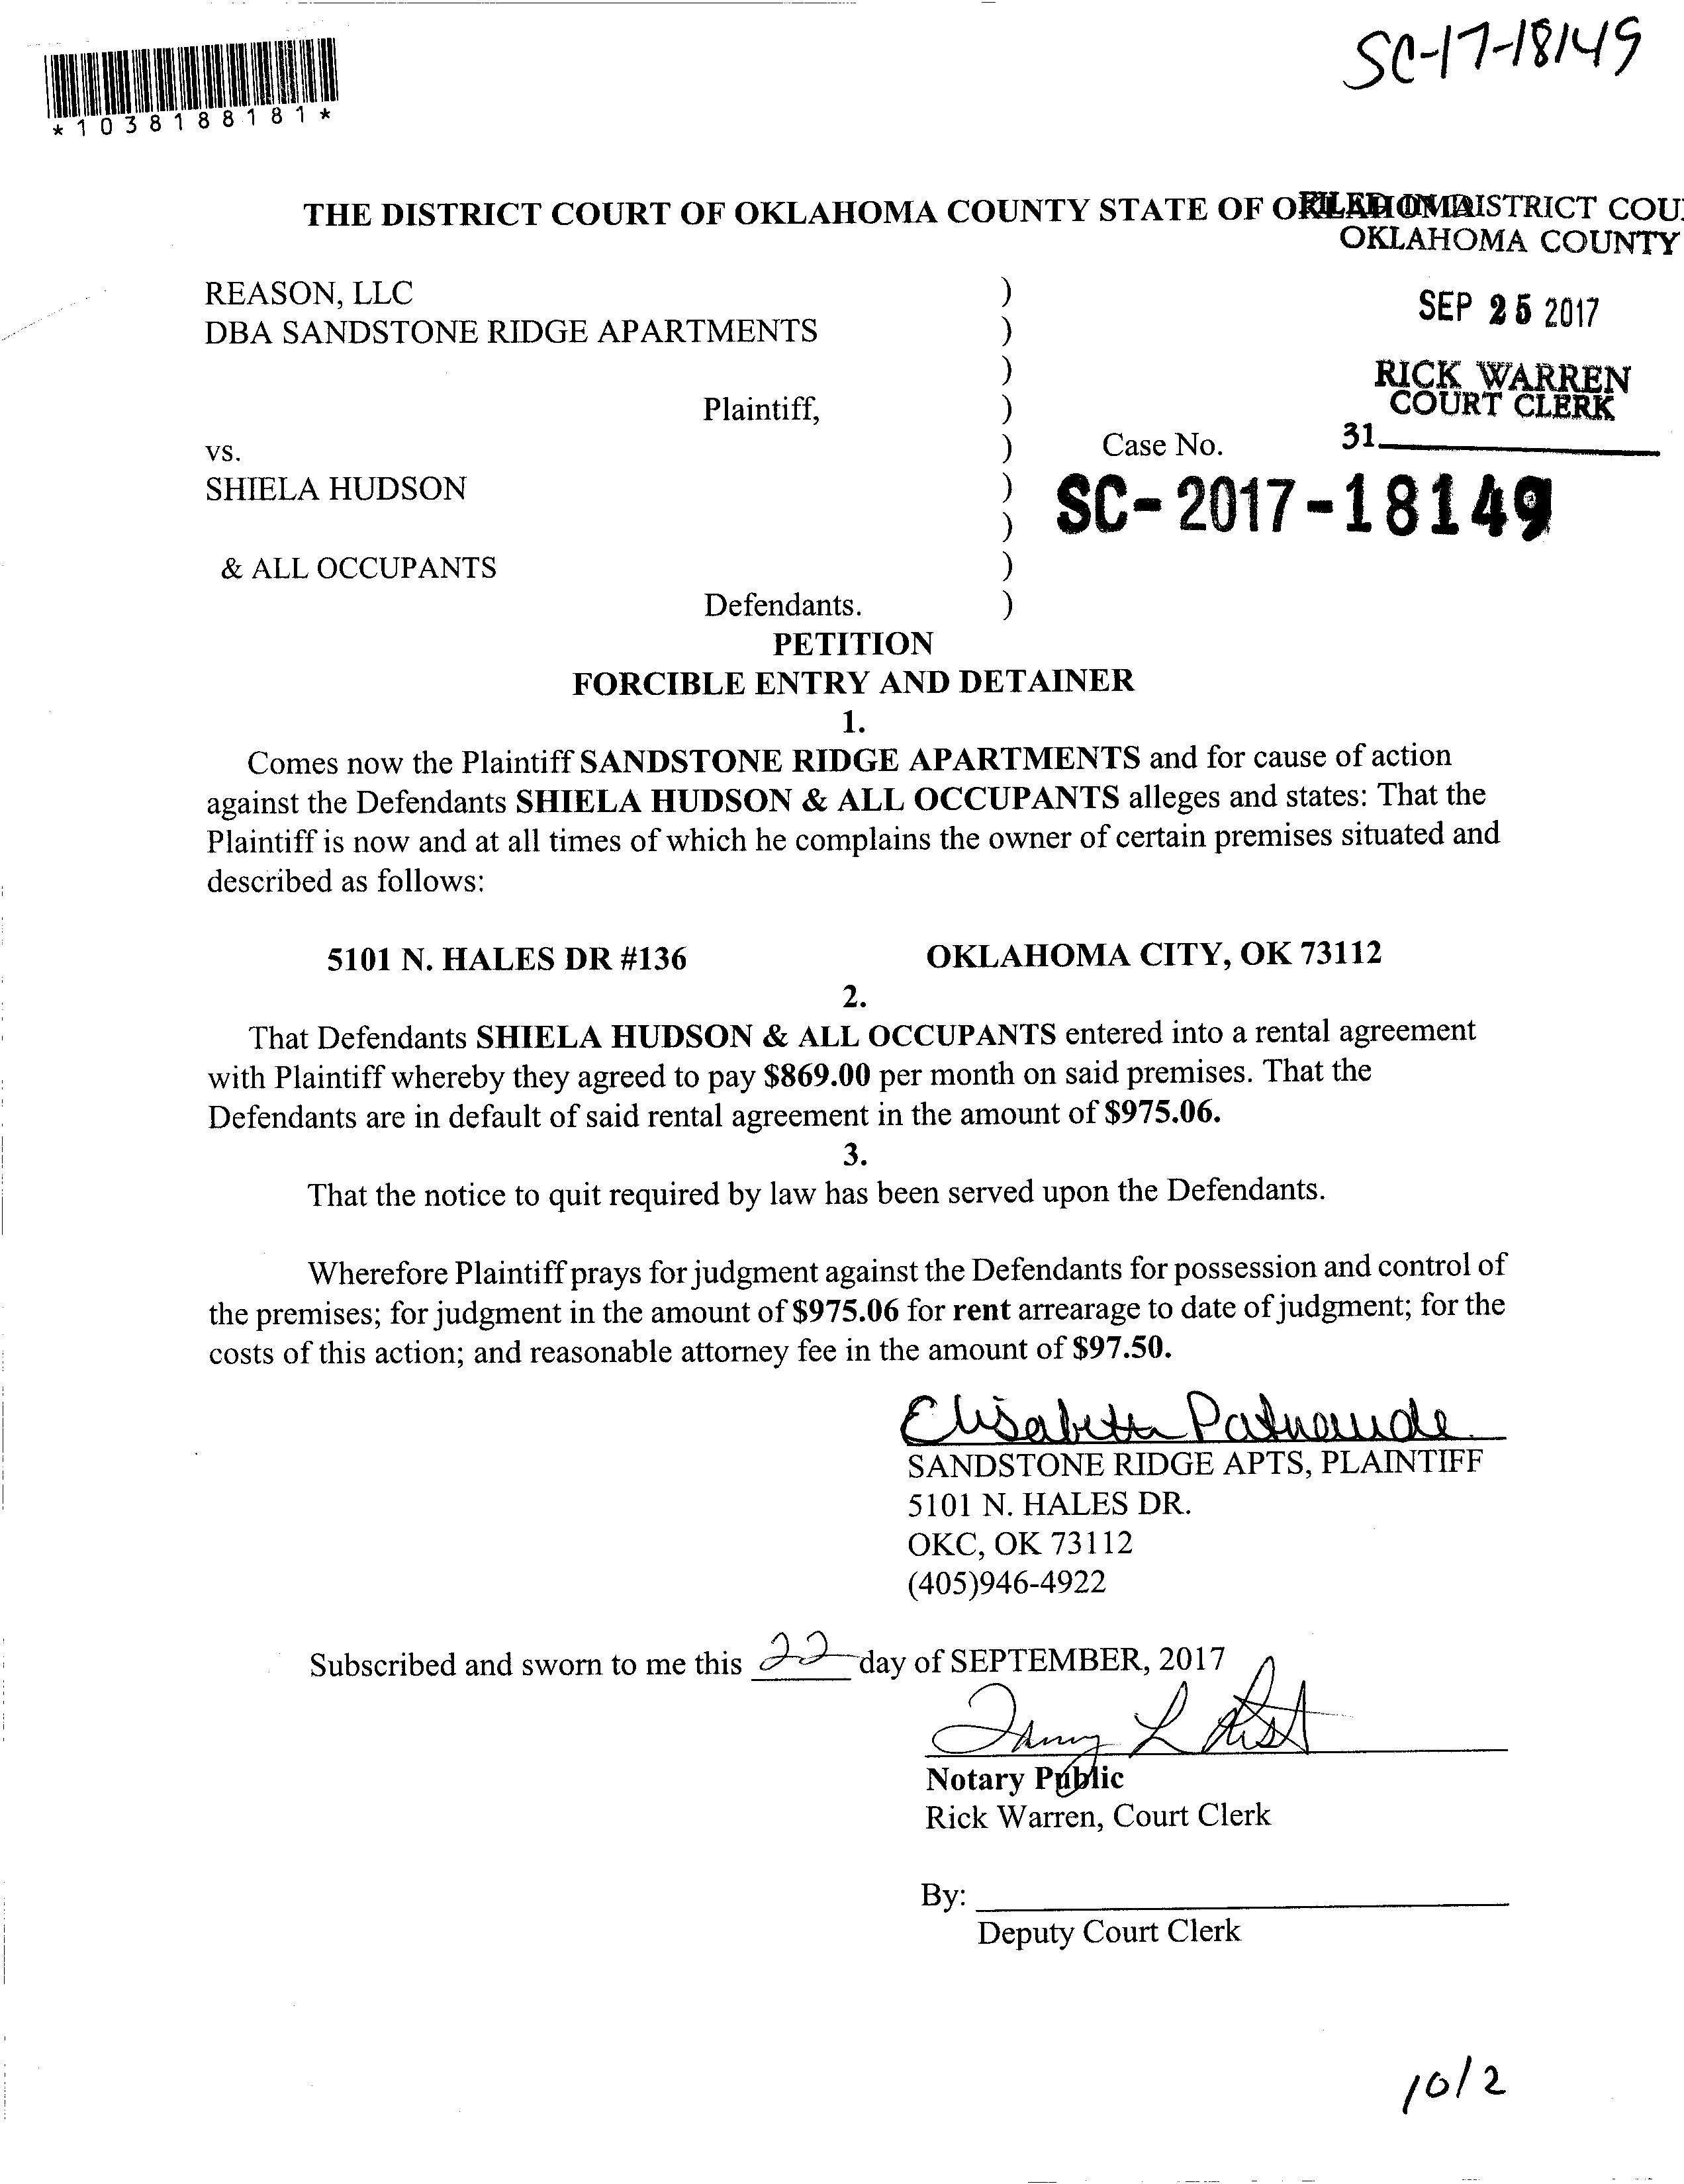 SC-17-18149
*1038188181*
THE DISTRICT COURT OF OKLAHOMA COUNTY STATE OF OKLAHOMA
FILED IN DISTRICT COU
OKLAHOMA COUNTY
REASON, LLC )
SEP 25 2017
DBA SANDSTONE RIDGE APARTMENTS )
)
RICK WARREN
COURT CLERK
Plaintiff, )
vs. ) Case No. 31
SHIELA HUDSON ) SC-2017-18149
)
& ALL OCCUPANTS )
Defendants. )
PETITION
FORCIBLE ENTRY AND DETAINER
1.
Comes now the Plaintiff SANDSTONE RIDGE APARTMENTS and for cause of action
against the Defendants SHIELA HUDSON & ALL OCCUPANTS alleges and states: That the
Plaintiff is now and at all times of which he complains the owner of certain premises situated and
described as follows:
5101 N. HALES DR #136 OKLAHOMA CITY, OK 73112
2.
That Defendants SHIELA HUDSON & ALL OCCUPANTS entered into a rental agreement
with Plaintiff whereby they agreed to pay $869.00 per month on said premises. That the
Defendants are in default of said rental agreement in the amount of $975.06.
3.
That the notice to quit required by law has been served upon the Defendants.
Wherefore Plaintiff prays for judgment against the Defendants for possession and control of
the premises; for judgment in the amount of $975.06 for rent arrearage to date of judgment; for the
costs of this action; and reasonable attorney fee in the amount of $97.50.
Elisabeth Patnaude
SANDSTONE RIDGE APTS, PLAINTIFF
5101 N. HALES DR.
OKC, OK 73112
(405)946-4922
Subscribed and sworn to me this 22 day of SEPTEMBER, 2017
L
Notary Public
Rick Warren, Court Clerk
By:
Deputy Court Clerk
10/2